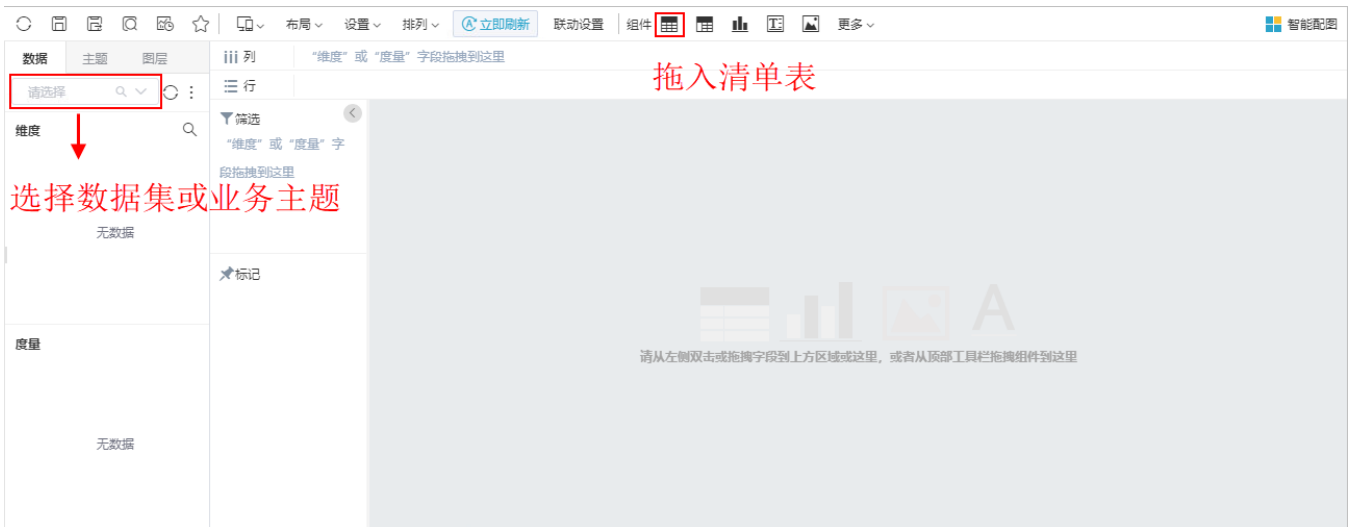 布局 设置 排列 立即刷新 联动设置 组件 更多 智能配图
数据 主题 图层
列 “维度” 或 “度量” 字段拖拽到这里
拖入清单表
请选择
行
筛选
维度
“维度” 或 “度量” 字
段拖拽到这里
选择数据集或业务主题
无数据
标记
A
度量
请从左侧双击或拖拽字段到上方区域或这里，或者从顶部工具栏拖拽组件到这里
无数据